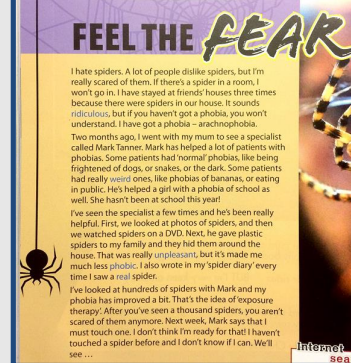 FEEL THE FEAR
I hate spiders. A lot of people dislike spiders, but I'm
really scared of them. If there's a spider in a room, I
won't go in. I have stayed at friends' houses three times
because there were spiders in our house. It sounds
ridiculous, but if you haven't got a phobia, you won't
understand. I have got a phobia – arachnophobia.
Two months ago, I went with my mum to see a specialist
called Mark Tanner. Mark has helped a lot of patients with
phobias. Some patients had 'normal' phobias, like being
frightened of dogs, or snakes, or the dark. Some patients
had really weird ones, like phobias of bananas, or eating
in public. He's helped a girl with a phobia of school as
well. She hasn't been at school this year!
I've seen the specialist a few times and he's been really
helpful. First, we looked at photos of spiders, and then
we watched spiders on a DVD. Next, he gave plastic
spiders to my family and they hid them around the
house. That was really unpleasant, but it's made me
much less phobic. I also wrote in my 'spider diary' every
time I saw a real spider.
I've looked at hundreds of spiders with Mark and my
phobia has improved a bit. That's the idea of 'exposure
therapy'. After you've seen a thousand spiders, you aren't
scared of them anymore. Next week, Mark says that I
must touch one. I don't think I'm ready for that! I haven't
touched a spider before and I don't know if I can. We'll
see ...
Internet
sea